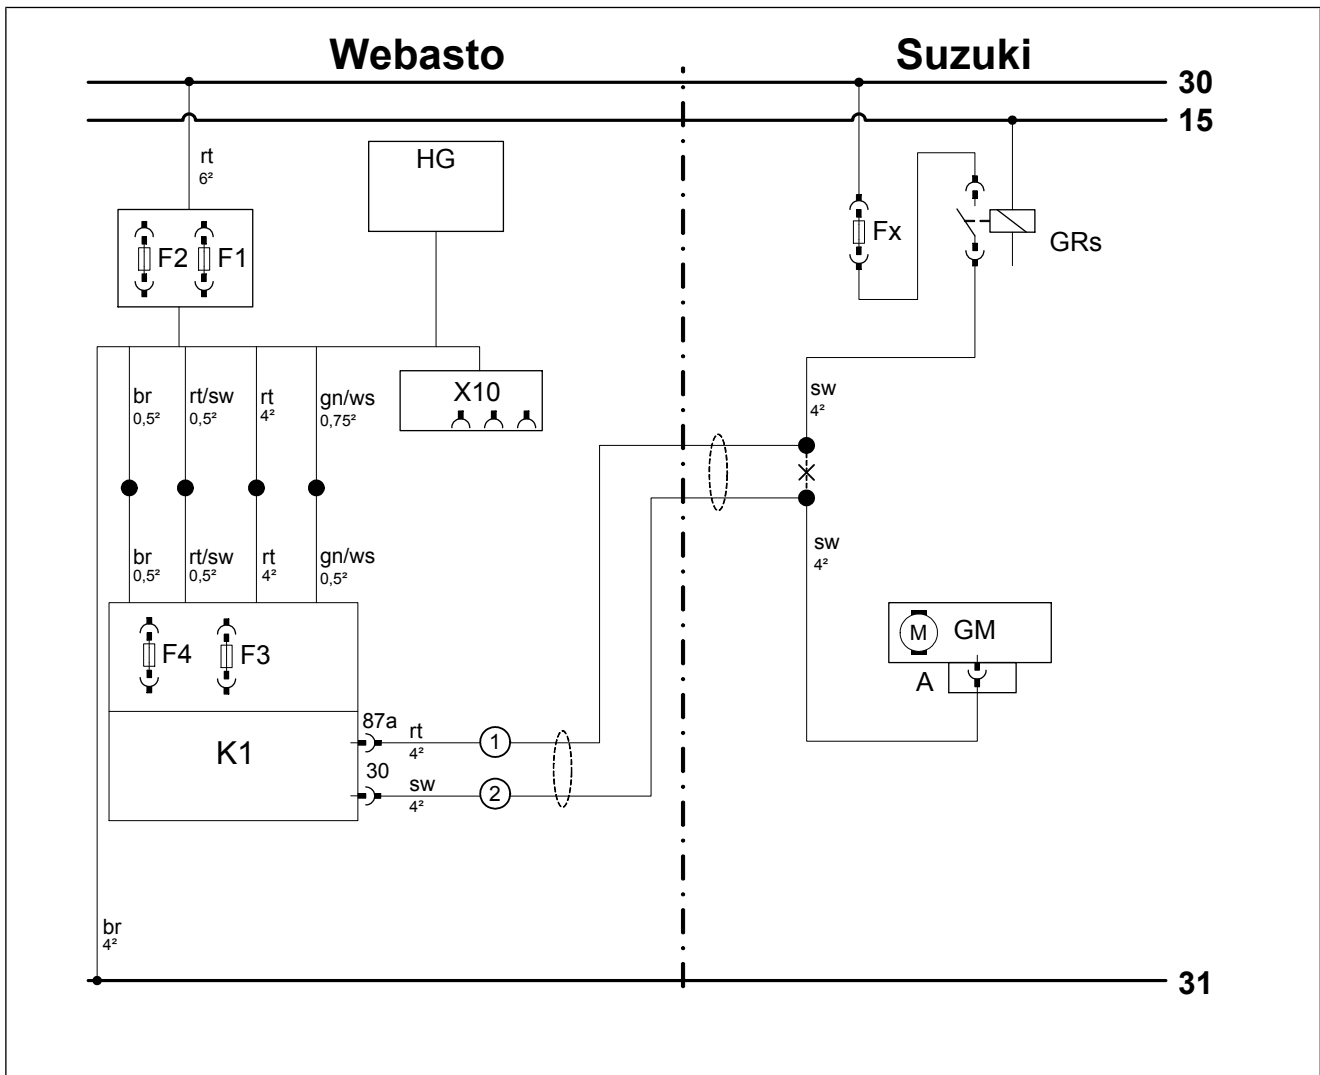 Webasto
Suzuki
30
15
rt
6²
HG
F2
F1
Fx
GRs
br
0,5²
rt/sw
0,5²
rt
4²
gn/ws
0,75²
X10
sw
4²
br
0,5²
rt/sw
0,5²
rt
4²
gn/ws
0,5²
sw
4²
F4
F3
M
GM
A
K1
87a
rt
4²
1
30
sw
4²
2
br
4²
31